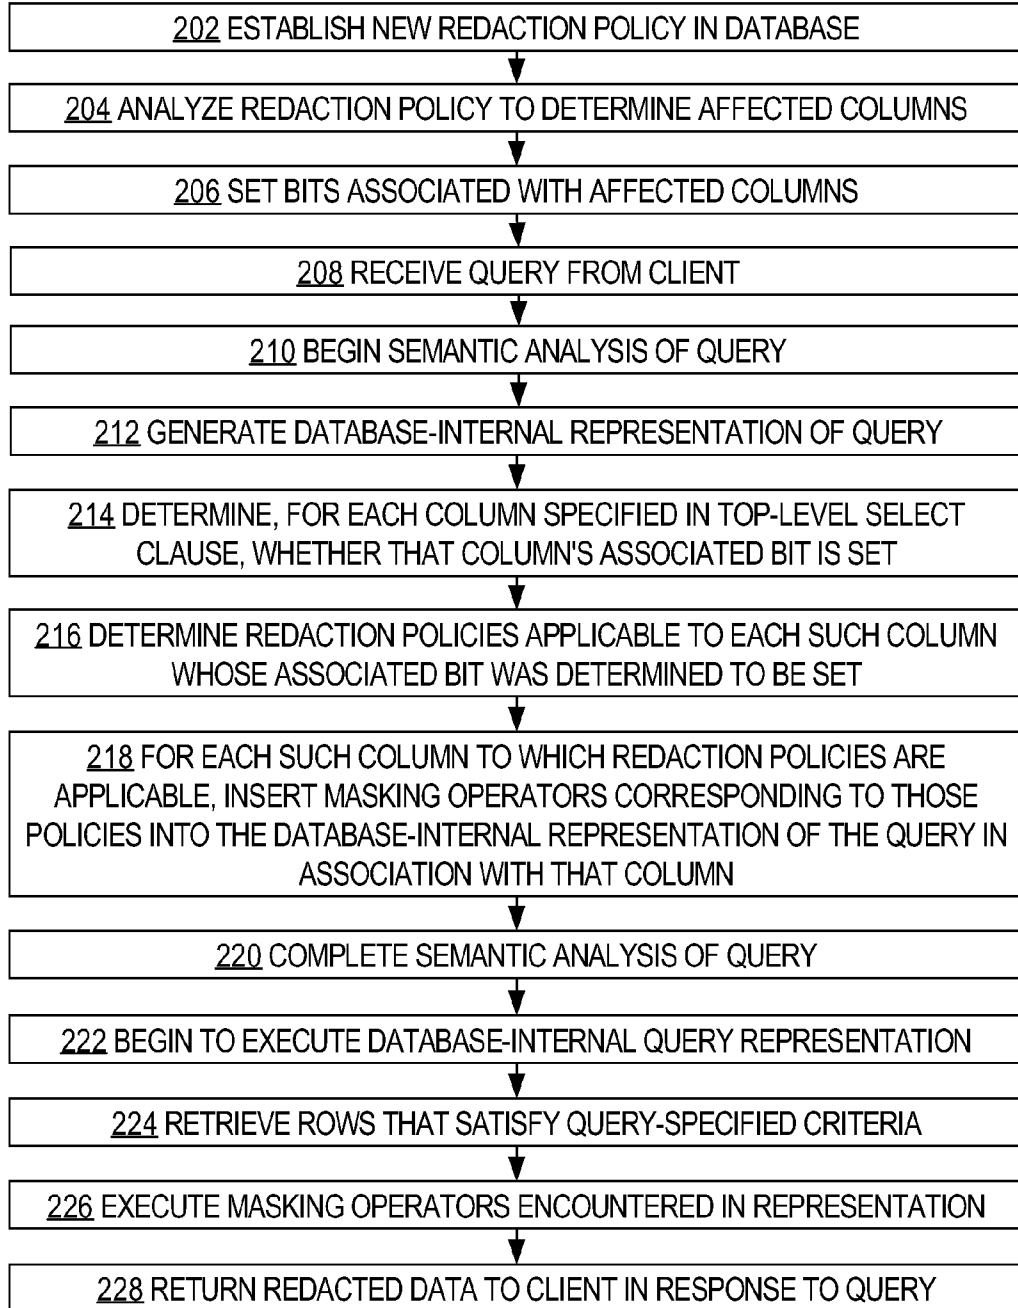 202 ESTABLISH NEW REDACTION POLICY IN DATABASE
204 ANALYZE REDACTION POLICY TO DETERMINE AFFECTED COLUMNS
206 SET BITS ASSOCIATED WITH AFFECTED COLUMNS
208 RECEIVE QUERY FROM CLIENT
210 BEGIN SEMANTIC ANALYSIS OF QUERY
212 GENERATE DATABASE-INTERNAL REPRESENTATION OF QUERY
214 DETERMINE, FOR EACH COLUMN SPECIFIED IN TOP-LEVEL SELECT
CLAUSE, WHETHER THAT COLUMN'S ASSOCIATED BIT IS SET
216 DETERMINE REDACTION POLICIES APPLICABLE TO EACH SUCH COLUMN
WHOSE ASSOCIATED BIT WAS DETERMINED TO BE SET
218 FOR EACH SUCH COLUMN TO WHICH REDACTION POLICIES ARE
APPLICABLE, INSERT MASKING OPERATORS CORRESPONDING TO THOSE
POLICIES INTO THE DATABASE-INTERNAL REPRESENTATION OF THE QUERY IN
ASSOCIATION WITH THAT COLUMN
220 COMPLETE SEMANTIC ANALYSIS OF QUERY
222 BEGIN TO EXECUTE DATABASE-INTERNAL QUERY REPRESENTATION
224 RETRIEVE ROWS THAT SATISFY QUERY-SPECIFIED CRITERIA
226 EXECUTE MASKING OPERATORS ENCOUNTERED IN REPRESENTATION
228 RETURN REDACTED DATA TO CLIENT IN RESPONSE TO QUERY